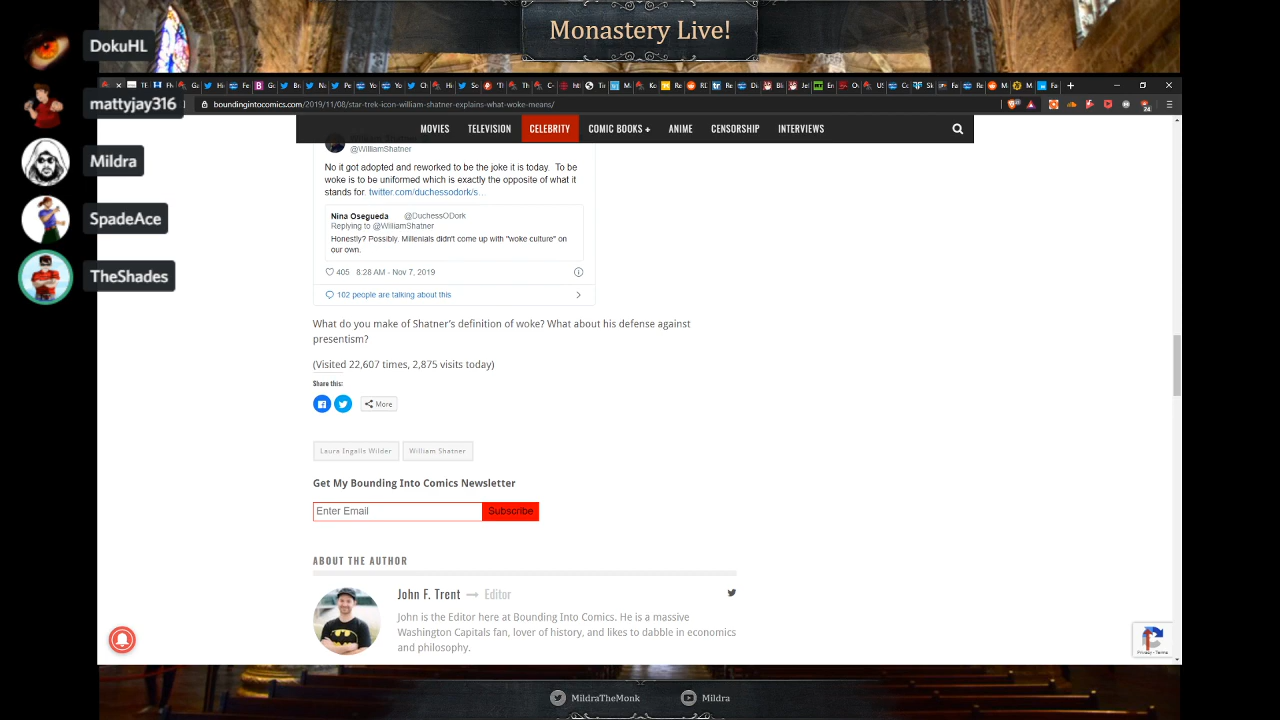 Monastery Live!
DokuHL
mattyjay316
Mildra
SpadeAce
TheShades
boundingintocomics.com/2019/11/08/star-trek-icon-william-shatner-explains-what-woke-means/
MOVIES TELEVISION CELEBRITY COMIC BOOKS + ANIME CENSORSHIP INTERVIEWS
@WilliamShatner
No it got adopted and reworked to be the joke it is today. To be
woke is to be uniformed which is exactly the opposite of what it
stands for. twitter.com/duchessodork/s…
Nina Osegueda @DuchessODork
Replying to @WilliamShatner
Honestly? Possibly. Millenials didn't come up with "woke culture" on
our own.
405 6:28 AM - Nov 7, 2019
102 people are talking about this
What do you make of Shatner's definition of woke? What about his defense against
presentism?
(Visited 22,607 times, 2,875 visits today)
Share this:
More
Laura Ingalls Wilder William Shatner
Get My Bounding Into Comics Newsletter
Enter Email Subscribe
ABOUT THE AUTHOR
John F. Trent Editor
John is the Editor here at Bounding Into Comics. He is a massive
Washington Capitals fan, lover of history, and likes to dabble in economics
and philosophy.
Privacy - Terms
MildraTheMonk Mildra